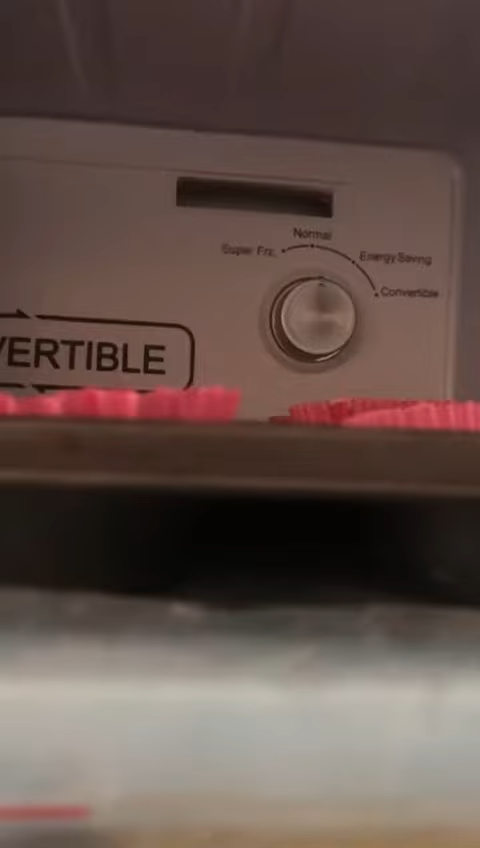 Normal
Super Frz.
Energy Saving
Convertible
VERTIBLE